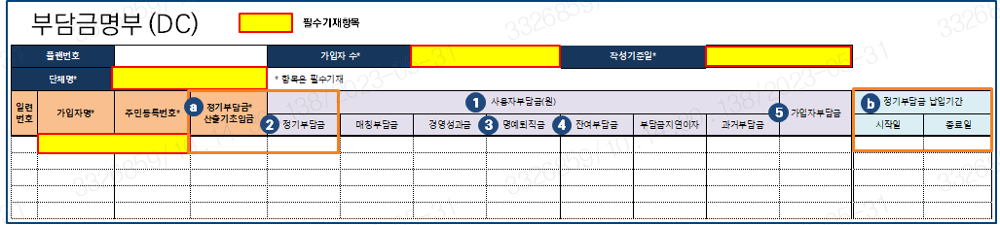 부담금명부 (DC) 필수기재항목
플랜번호 가입자 수* 작성기준일*
단체명* * 항목은 필수기재
일련번호 가입자명* 주민등록번호* a 정기부담금* 산출기초임금 1 사용자부담금(원) 5 가입자부담금 b 정기부담금 납입기간
2 정기부담금 매칭부담금 경영성과금 3 명예퇴직금 4 잔여부담금 부담금지연이자 과거부담금 시작일 종료일